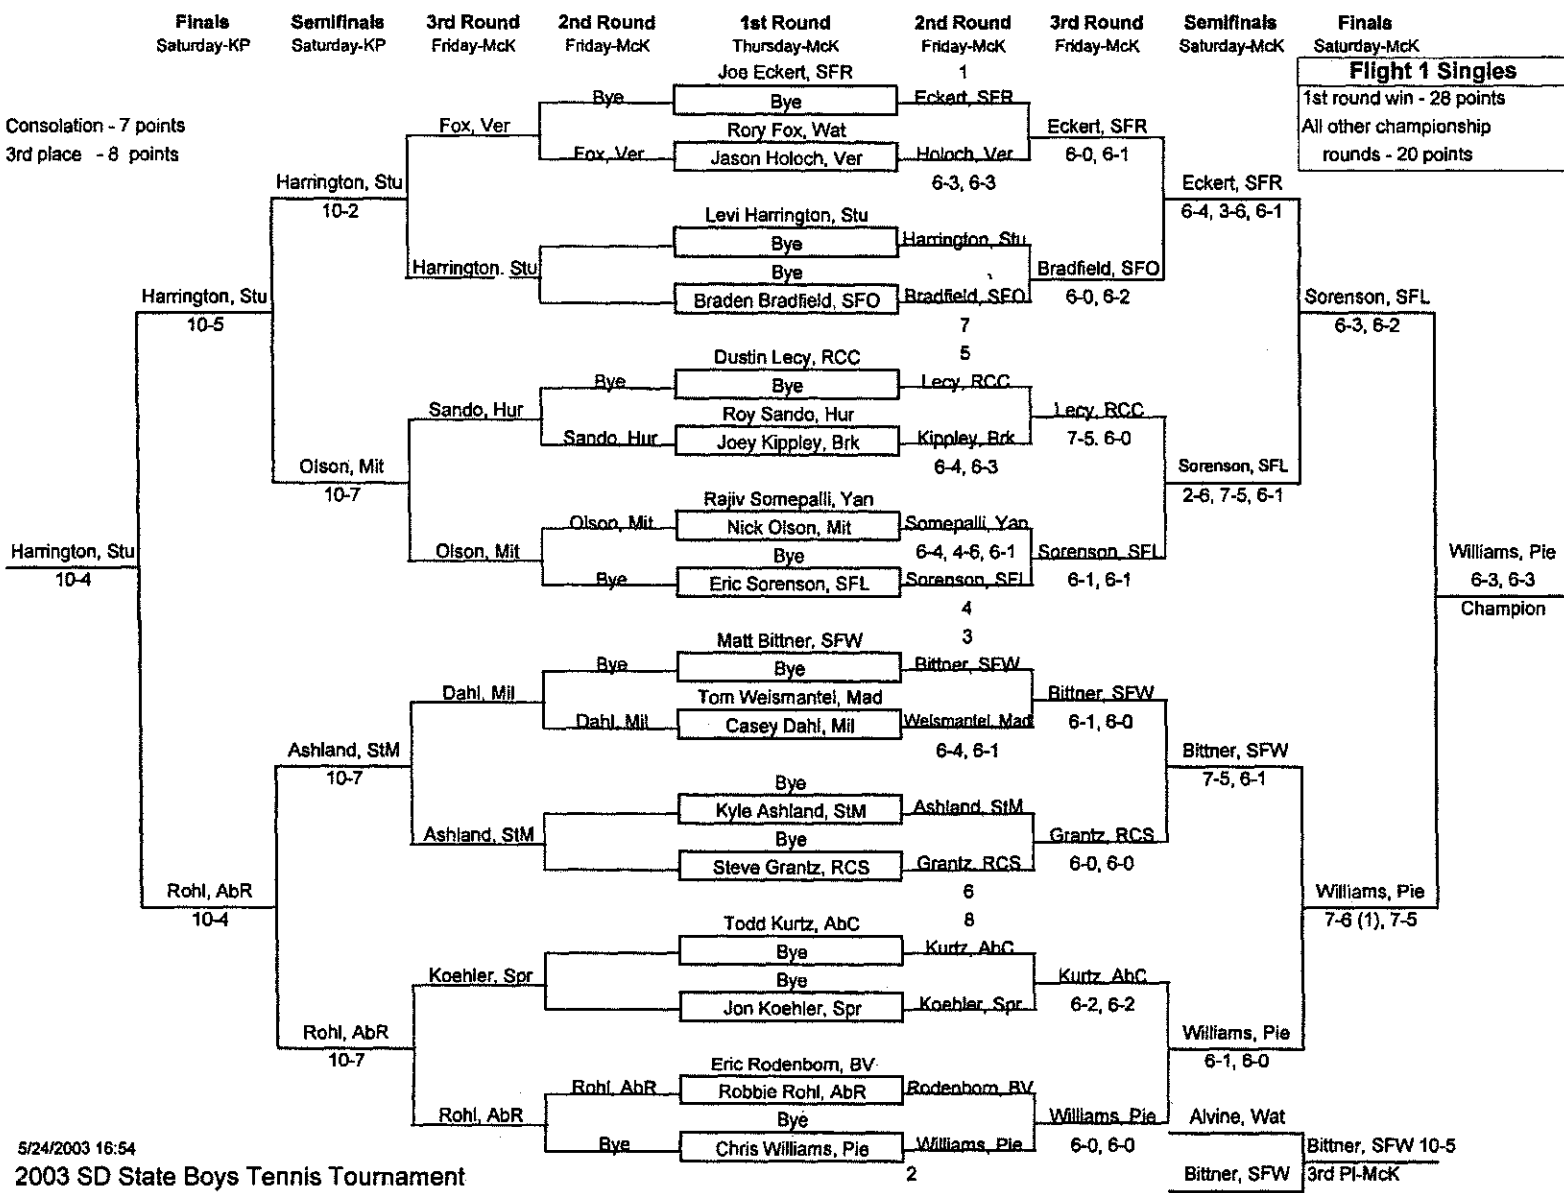 Finals Semifinals 3rd Round 2nd Round 1st Round 2nd Round 3rd Round Semifinals Finals
Saturday-KP Saturday-KP Friday-McK Friday-McK Thursday-McK Friday-McK Friday-McK Saturday-McK Saturday-McK
Flight 1 Singles
1st round win - 28 points
All other championship
rounds - 20 points
Consolation - 7 points
3rd place - 8 points
Joe Eckert, SFR 1
Bye Bye Eckert, SFR
Fox, Ver Rory Fox, Wat Eckert, SFR
Fox, Ver Jason Holoch, Ver Holoch, Ver 6-0, 6-1
Harrington, Stu 6-3, 6-3 Eckert, SFR
10-2 Levi Harrington, Stu 6-4, 3-6, 6-1
Bye Harrington, Stu
Harrington. Stu Bye Bradfield, SFO
Harrington, Stu Braden Bradfield, SFO Bradfield, SFO 6-0, 6-2 Sorenson, SFL
10-5 7 6-3, 6-2
Dustin Lecy, RCC 5
Bye Bye Lecy, RCC
Sando, Hur Roy Sando, Hur Lecy, RCC
Sando, Hur Joey Kippley, Brk Kippley, Brk 7-5, 6-0
Olson, Mit 6-4, 6-3 Sorenson, SFL
10-7 Rajiv Somepalli, Yan 2-6, 7-5, 6-1
Olson, Mit Nick Olson, Mit Somepalli, Yan
Harrington, Stu Olson, Mit Bye 6-4, 4-6, 6-1 Sorenson, SFL Williams, Pie
10-4 Bye Eric Sorenson, SFL Sorenson, SFL 6-1, 6-1 6-3, 6-3
4 Champion
Matt Bittner, SFW 3
Bye Bye Bittner, SFW
Dahl, Mil Tom Weismantel, Mad Bittner, SFW
Dahl, Mil Casey Dahl, Mil Weismantel, Mad 6-1, 6-0
Ashland, StM 6-4, 6-1 Bittner, SFW
10-7 Bye 7-5, 6-1
Kyle Ashland, StM Ashland, StM
Ashland, StM Bye Grantz, RCS
Steve Grantz, RCS Grantz, RCS 6-0, 6-0
Rohl, AbR 6 Williams, Pie
10-4 8 7-6 (1), 7-5
Todd Kurtz, AbC
Bye Kurtz, AbC
Koehler, Spr Bye Kurtz, AbC
Jon Koehler, Spr Koehler, Spr 6-2, 6-2
Rohl, AbR Williams, Pie
10-7 Eric Rodenborn, BV 6-1, 6-0
Rohl, AbR Robbie Rohl, AbR Rodenborn, BV
Rohl, AbR Bye Williams, Pie Alvine, Wat
Bye Chris Williams, Pie Williams, Pie 6-0, 6-0 Bittner, SFW 10-5
2 Bittner, SFW 3rd Pl-McK
5/24/2003 16:54
2003 SD State Boys Tennis Tournament